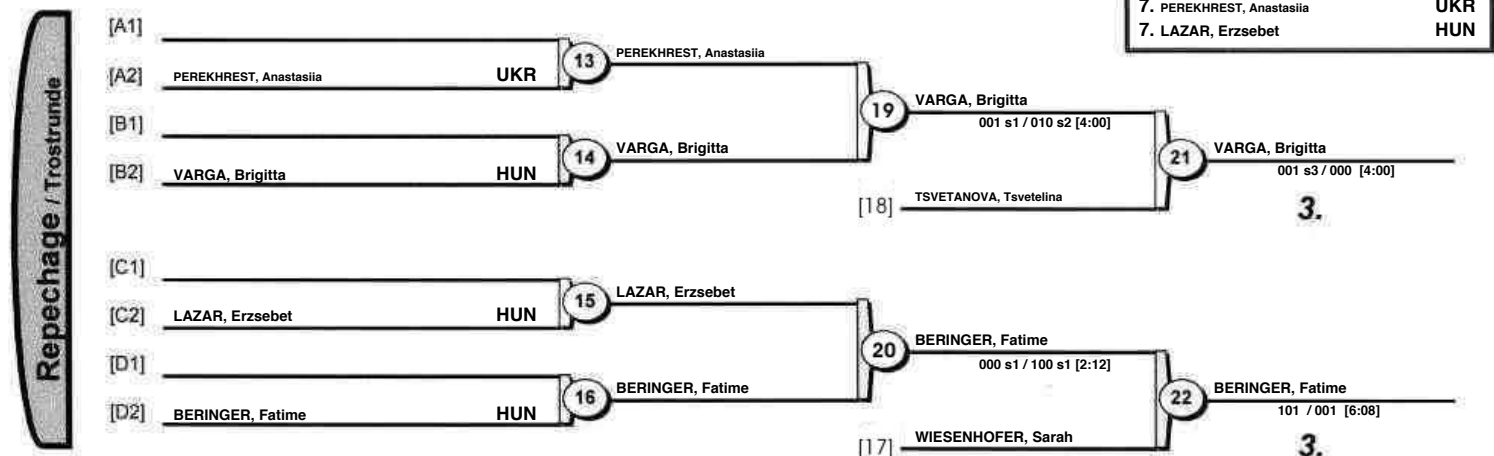 7. PEREKHREST, Anastasiia UKR
7. LAZAR, Erzsebet HUN
Repechage / Trostrunde
[A1]
[A2] PEREKHREST, Anastasiia UKR
13 PEREKHREST, Anastasiia
[B1]
[B2] VARGA, Brigitta HUN
14 VARGA, Brigitta
19 VARGA, Brigitta
001 s1 / 010 s2 [4:00]
[18] TSVETANOVA, Tsvetelina
21 VARGA, Brigitta
001 s3 / 000 [4:00]
3.
[C1]
[C2] LAZAR, Erzsebet HUN
15 LAZAR, Erzsebet
[D1]
[D2] BERINGER, Fatime HUN
16 BERINGER, Fatime
20 BERINGER, Fatime
000 s1 / 100 s1 [2:12]
[17] WIESENHOFER, Sarah
22 BERINGER, Fatime
101 / 001 [6:08]
3.